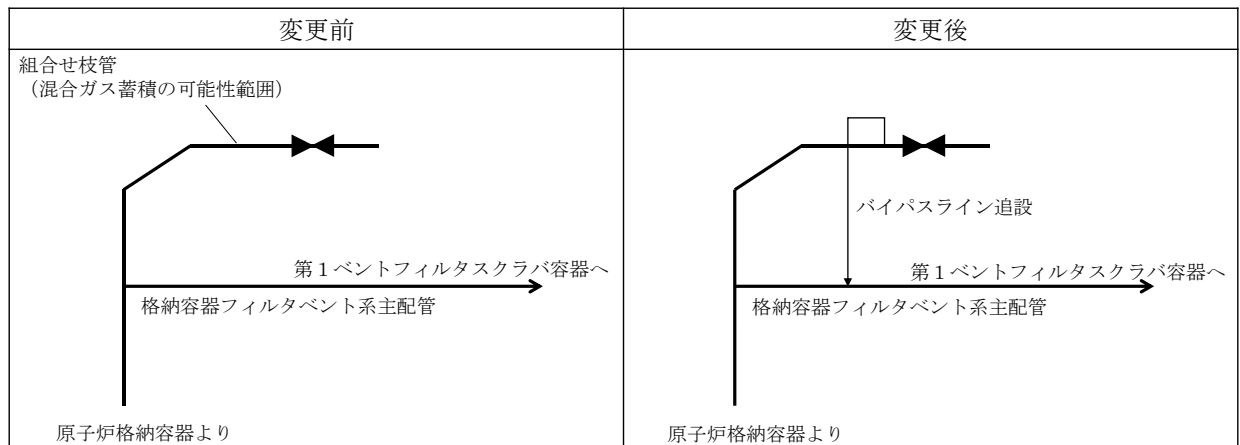 変更前
変更後
組合せ枝管
（混合ガス蓄積の可能性範囲）
第１ベントフィルタスクラバ容器へ
格納容器フィルタベント系主配管
原子炉格納容器より
バイパスライン追設
第１ベントフィルタスクラバ容器へ
格納容器フィルタベント系主配管
原子炉格納容器より